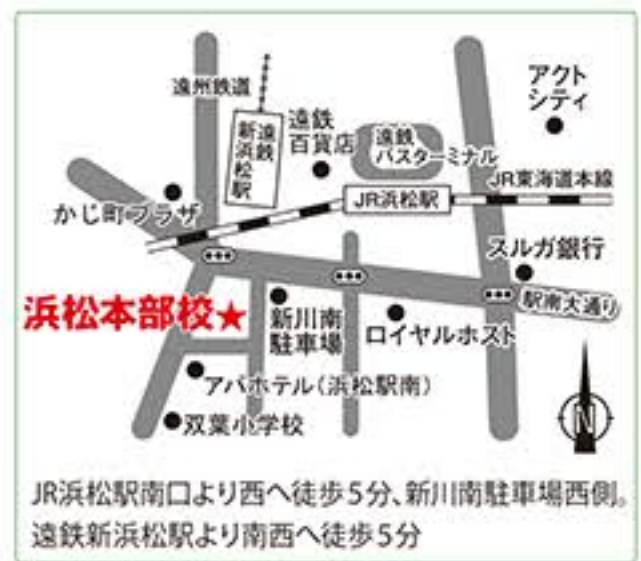 遠州鉄道
アクト
シティ
遠鉄
新浜松駅
遠鉄
百貨店
遠鉄
バスターミナル
JR東海道本線
かじ町プラザ
JR浜松駅
スルガ銀行
駅南大通り
浜松本部校★
新川南
駐車場
ロイヤルホスト
アパホテル(浜松駅南)
双葉小学校
N
JR浜松駅南口より西へ徒歩5分、新川南駐車場西側。
遠鉄新浜松駅より南西へ徒歩5分